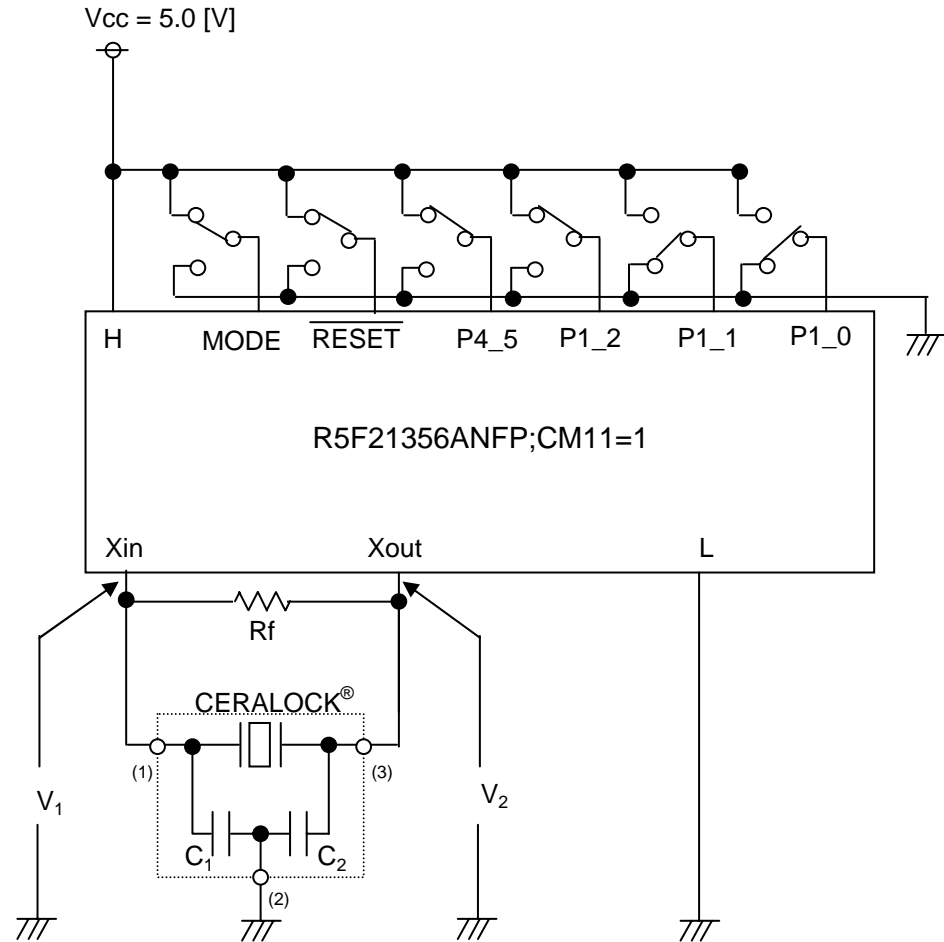 Vcc = 5.0 [V]
H MODE RESET P4_5 P1_2 P1_1 P1_0
R5F21356ANFP;CM11=1
Xin Xout L
Rf
CERALOCK®
(1) (3)
V1 V2
C1 C2
(2)